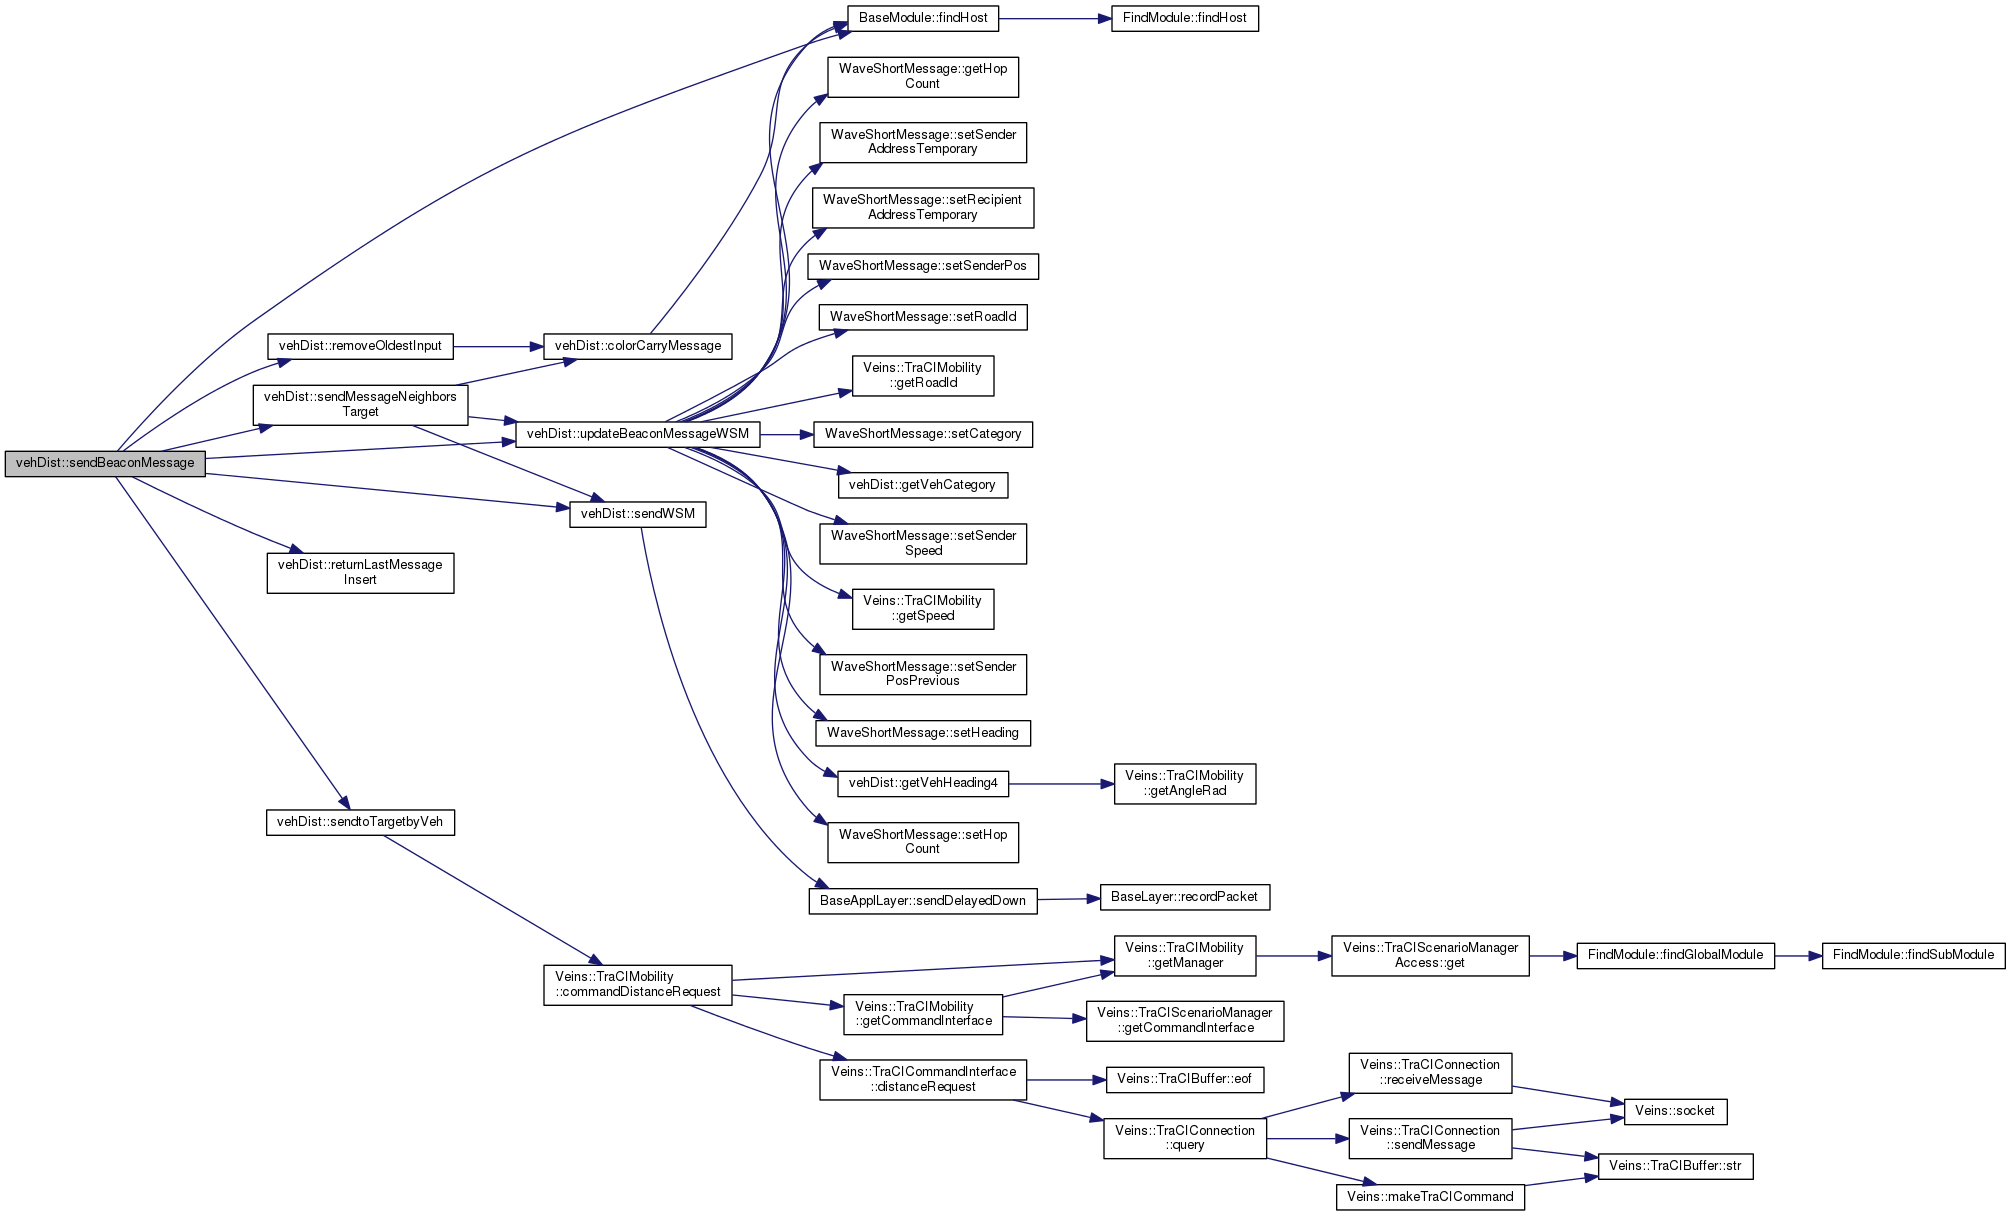 BaseModule::findHost
FindModule::findHost
WaveShortMessage::getHop
Count
WaveShortMessage::setSender
AddressTemporary
WaveShortMessage::setRecipient
AddressTemporary
WaveShortMessage::setSenderPos
WaveShortMessage::setRoadId
vehDist::removeOldestInput
vehDist::colorCarryMessage
Veins::TraCIMobility
::getRoadId
vehDist::sendMessageNeighbors
Target
vehDist::updateBeaconMessageWSM
WaveShortMessage::setCategory
vehDist::sendBeaconMessage
vehDist::getVehCategory
vehDist::sendWSM
WaveShortMessage::setSender
Speed
vehDist::returnLastMessage
Insert
Veins::TraCIMobility
::getSpeed
WaveShortMessage::setSender
PosPrevious
WaveShortMessage::setHeading
vehDist::getVehHeading4
Veins::TraCIMobility
::getAngleRad
vehDist::sendtoTargetbyVeh
WaveShortMessage::setHop
Count
BaseApplLayer::sendDelayedDown
BaseLayer::recordPacket
Veins::TraCIMobility
::getManager
Veins::TraCIScenarioManager
Access::get
FindModule::findGlobalModule
FindModule::findSubModule
Veins::TraCIMobility
::commandDistanceRequest
Veins::TraCIMobility
::getCommandInterface
Veins::TraCIScenarioManager
::getCommandInterface
Veins::TraCICommandInterface
::distanceRequest
Veins::TraCIBuffer::eof
Veins::TraCIConnection
::receiveMessage
Veins::socket
Veins::TraCIConnection
::query
Veins::TraCIConnection
::sendMessage
Veins::TraCIBuffer::str
Veins::makeTraCICommand